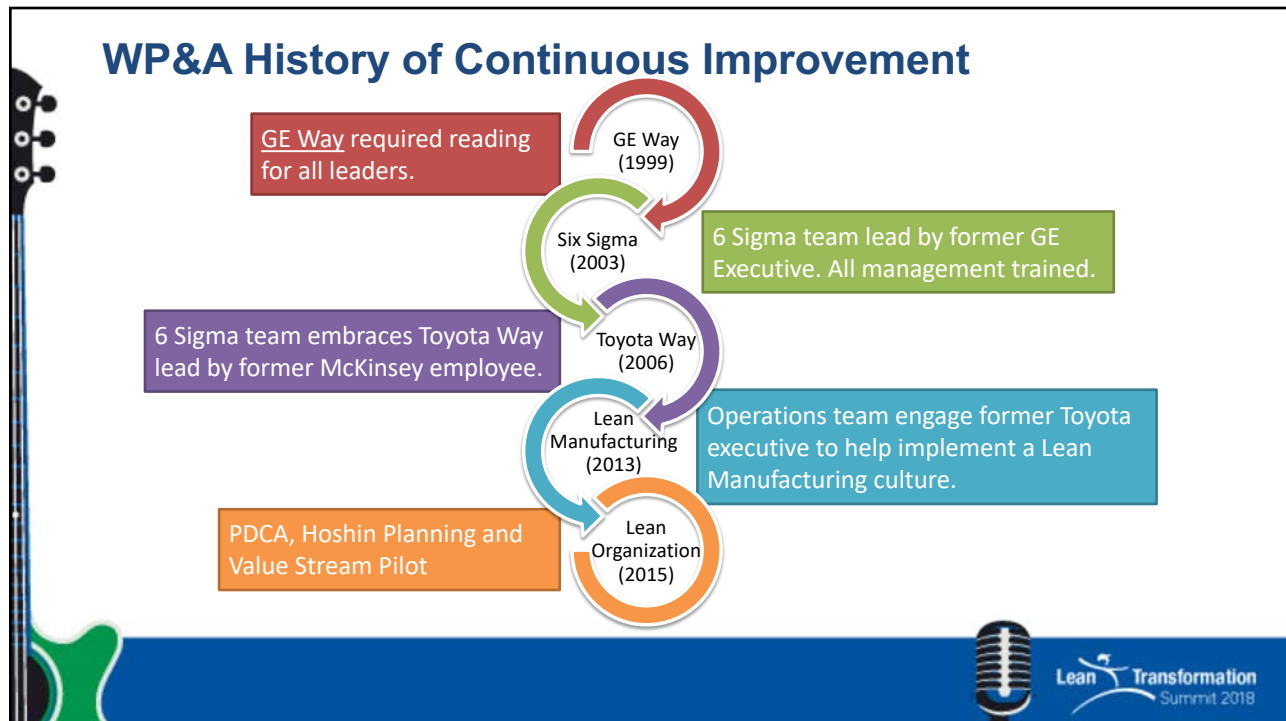 WP&A History of Continuous Improvement
GE Way required reading
for all leaders.
GE Way
(1999)
Six Sigma
(2003)
6 Sigma team lead by former GE
Executive. All management trained.
6 Sigma team embraces Toyota Way
lead by former McKinsey employee.
Toyota Way
(2006)
Lean
Manufacturing
(2013)
Operations team engage former Toyota
executive to help implement a Lean
Manufacturing culture.
PDCA, Hoshin Planning and
Value Stream Pilot
Lean
Organization
(2015)
Lean Transformation
Summit 2018